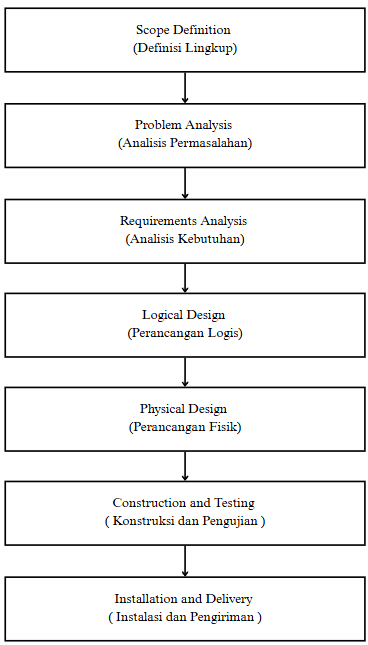 Scope Definition
(Definisi Lingkup)
Problem Analysis
(Analisis Permasalahan)
Requirements Analysis
(Analisis Kebutuhan)
Logical Design
(Perancangan Logis)
Physical Design
(Perancangan Fisik)
Construction and Testing
( Konstruksi dan Pengujian )
Installation and Delivery
( Instalasi dan Pengiriman )